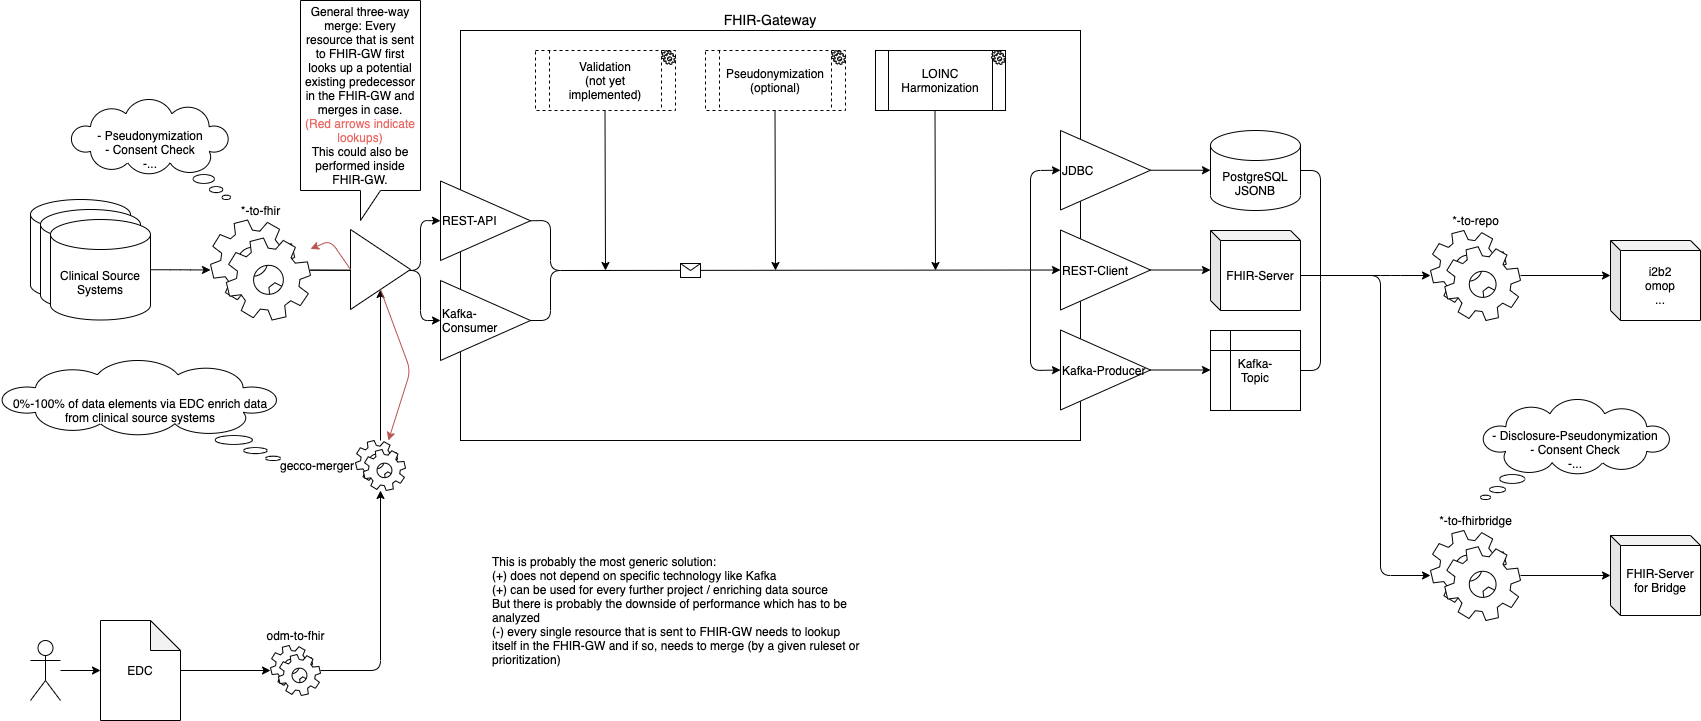 FHIR-Gateway
General three-way
merge: Every
resource that is sent
to FHIR-GW first
looks up a potential
existing predecessor
in the FHIR-GW and
merges in case.
(Red arrows indicate
lookups)
This could also be
performed inside
FHIR-GW.
Validation
(not yet
implemented)
Pseudonymization
(optional)
LOINC
Harmonization
- Pseudonymization
- Consent Check
-...
*-to-fhir
Clinical Source
Systems
REST-API
Kafka-
Consumer
JDBC
REST-Client
Kafka-Producer
PostgreSQL
JSONB
FHIR-Server
Kafka-
Topic
*-to-repo
i2b2
omop
...
0%-100% of data elements via EDC enrich data
from clinical source systems
gecco-merger
- Disclosure-Pseudonymization
- Consent Check
-...
*-to-fhirbridge
FHIR-Server
for Bridge
This is probably the most generic solution:
(+) does not depend on specific technology like Kafka
(+) can be used for every further project / enriching data source
But there is probably the downside of performance which has to be
analyzed
(-) every single resource that is sent to FHIR-GW needs to lookup
itself in the FHIR-GW and if so, needs to merge (by a given ruleset or
prioritization)
odm-to-fhir
EDC